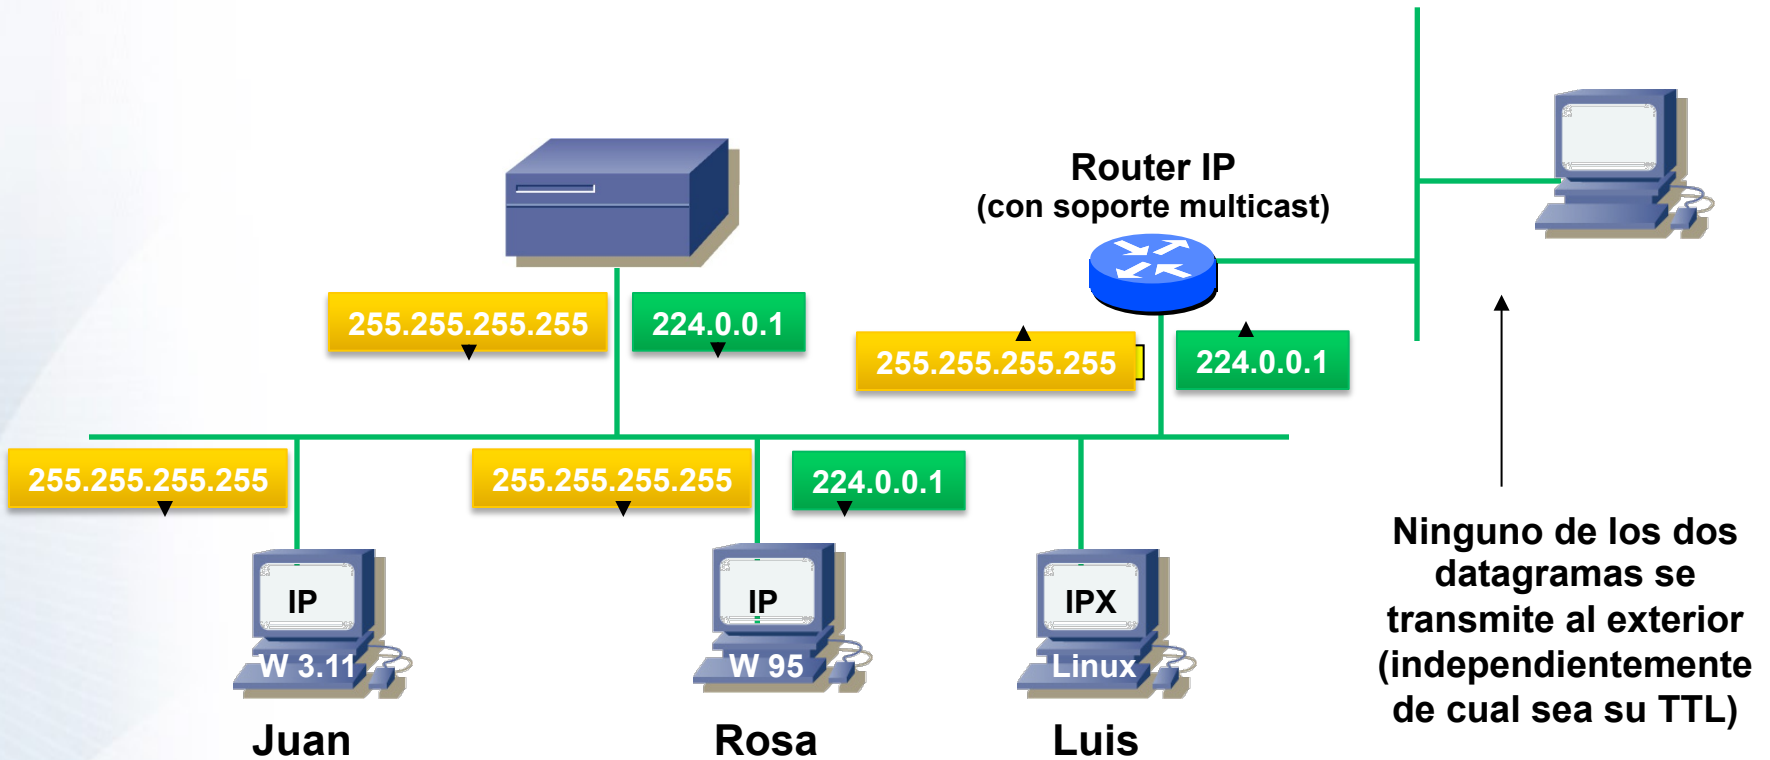 Router IP
(con soporte multicast)
255.255.255.255
224.0.0.1
255.255.255.255
224.0.0.1
255.255.255.255
255.255.255.255
224.0.0.1
IP
W 3.11
Juan
IP
W 95
Rosa
IPX
Linux
Luis
Ninguno de los dos
datagramas se
transmite al exterior
(independientemente
de cual sea su TTL)